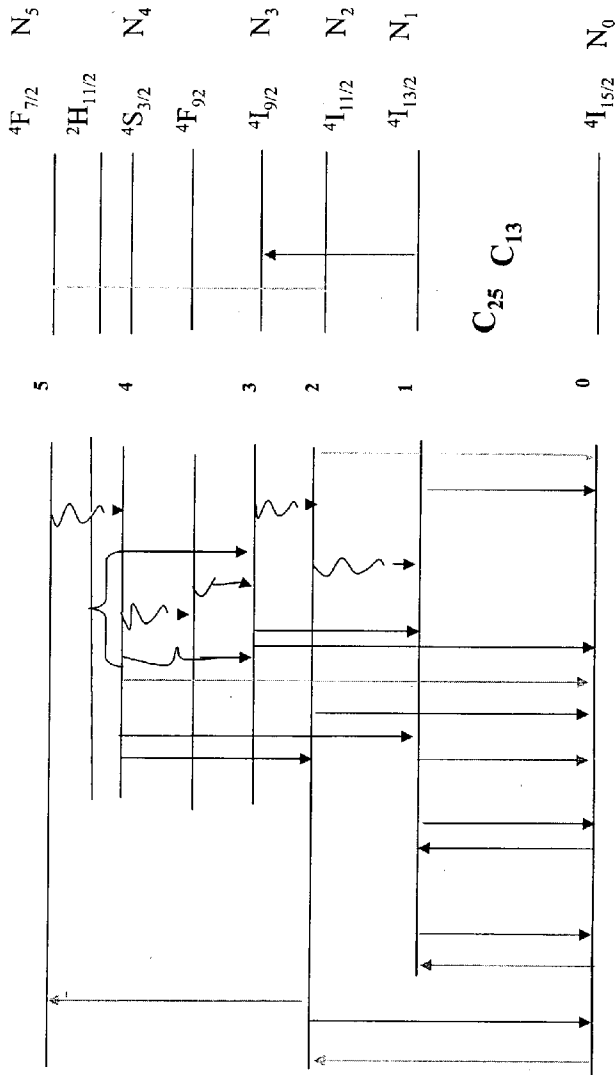 ⁴F₇/₂ N₅
²H₁₁/₂
⁴S₃/₂ N₄
⁴F₉₂
⁴I₉/₂ N₃
⁴I₁₁/₂ N₂
⁴I₁₃/₂ N₁
⁴I₁₅/₂ N₀
C₂₅ C₁₃
5
4
3
2
1
0